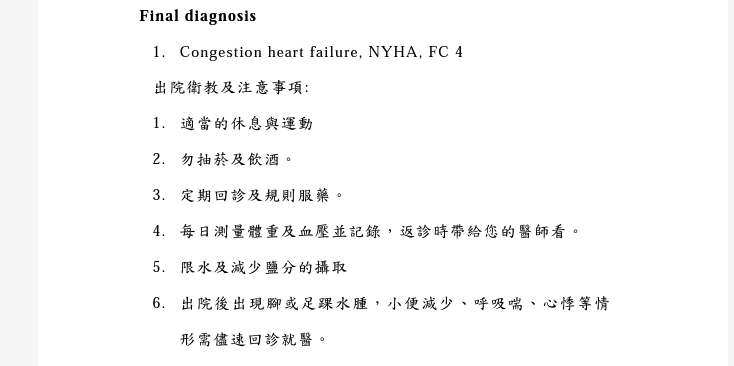 Final diagnosis
1. Congestion heart failure, NYHA, FC 4
出院衛教及注意事項:
1. 適當的休息與運動
2. 勿抽菸及飲酒。
3. 定期回診及規則服藥。
4. 每日測量體重及血壓並記錄，返診時帶給您的醫師看。
5. 限水及減少鹽分的攝取
6. 出院後出現腳或足踝水腫，小便減少、呼吸喘、心悸等情
形需儘速回診就醫。